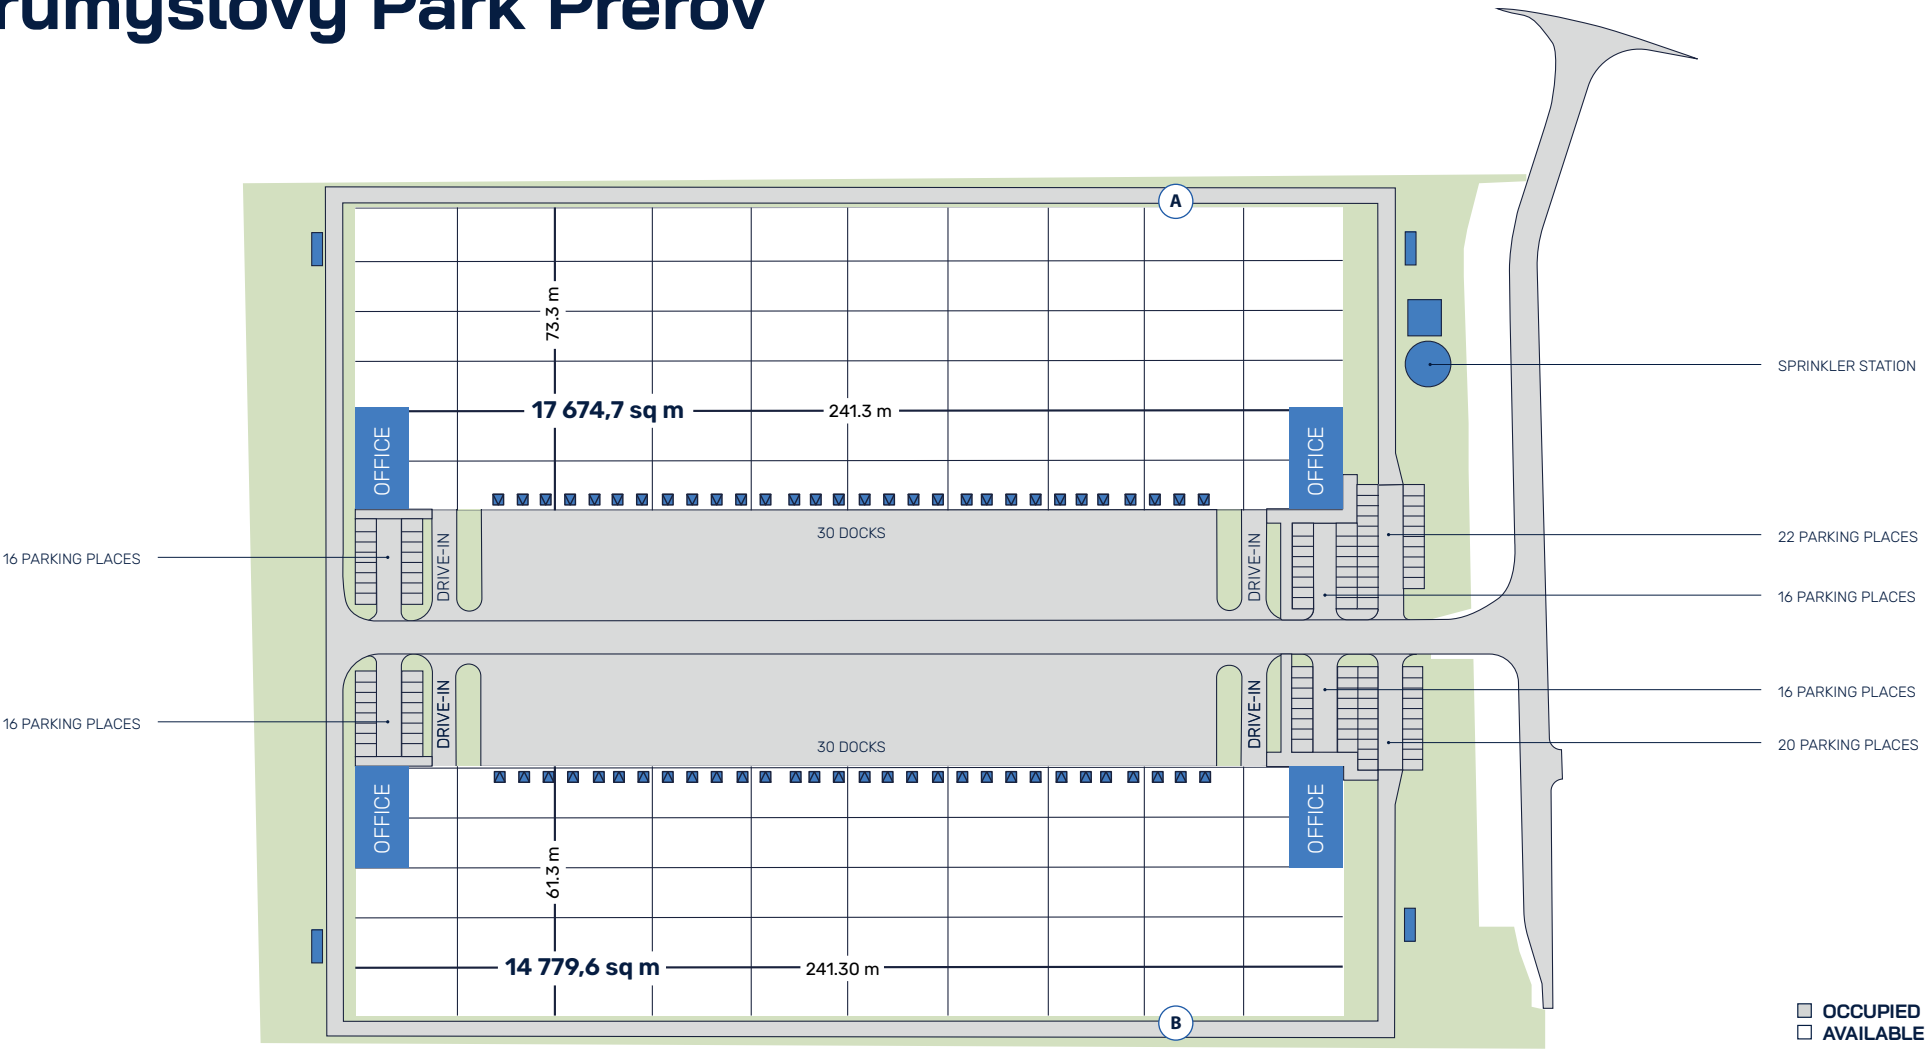 Park Přerov
A
73.3 m
SPRINKLER STATION
17 674,7 sq m
241.3 m
OFFICE
OFFICE
30 DOCKS
22 PARKING PLACES
16 PARKING PLACES
DRIVE-IN
DRIVE-IN
16 PARKING PLACES
16 PARKING PLACES
16 PARKING PLACES
DRIVE-IN
DRIVE-IN
30 DOCKS
20 PARKING PLACES
OFFICE
OFFICE
61.3 m
14 779,6 sq m
241.30 m
B
OCCUPIED
AVAILABLE